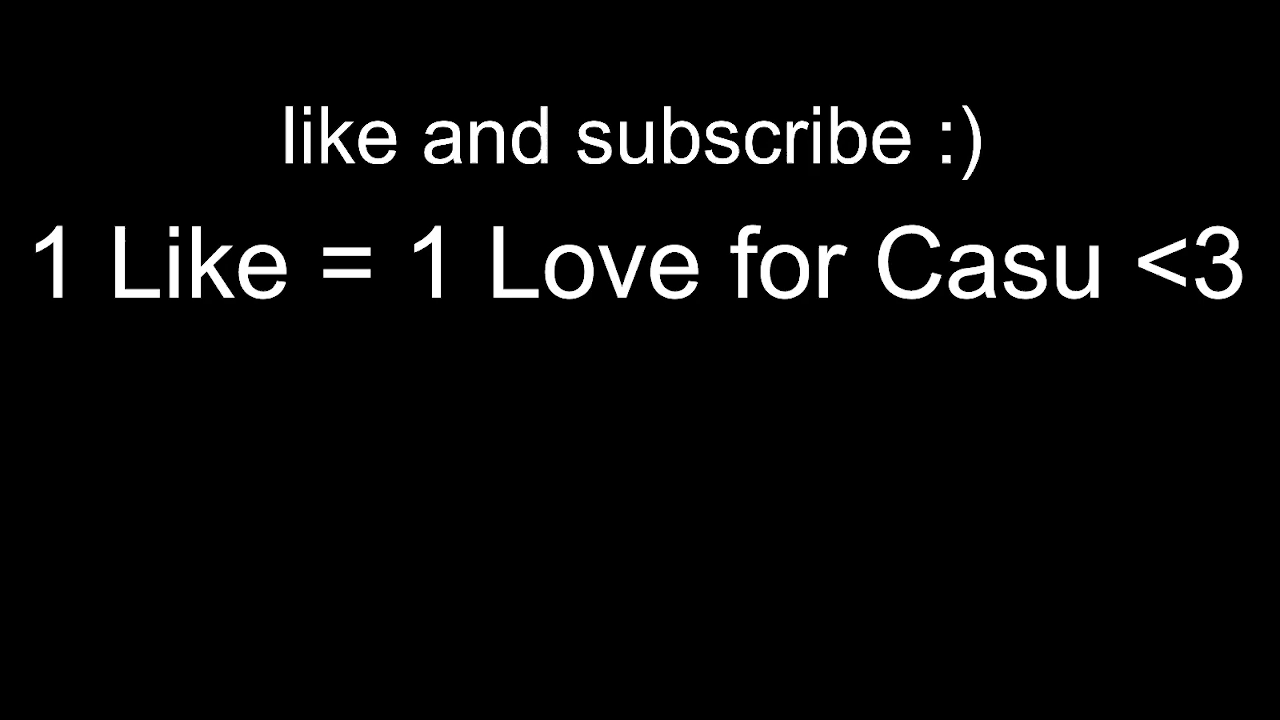 like and subscribe :)
1 Like = 1 Love for Casu <3